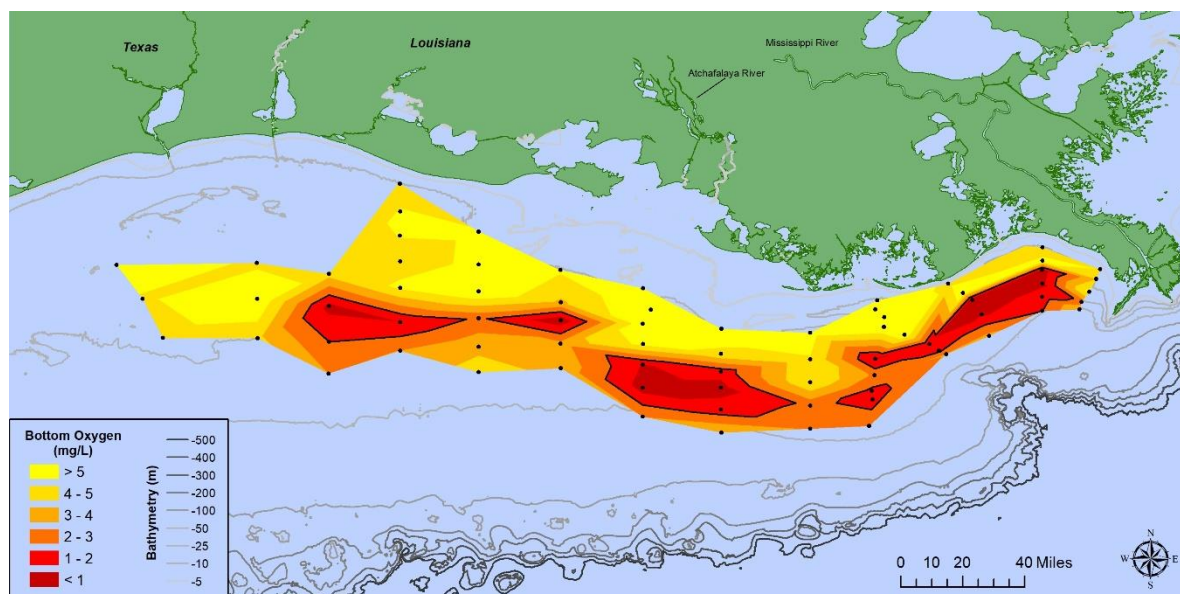 Texas
Louisiana
Mississippi River
Atchafalaya River
Bottom Oxygen
(mg/L)
> 5
4 - 5
3 - 4
2 - 3
1 - 2
< 1
Bathymetry (m)
-500
-400
-300
-200
-100
-50
-25
-10
-5
0 10 20 40 Miles
N
W E
S